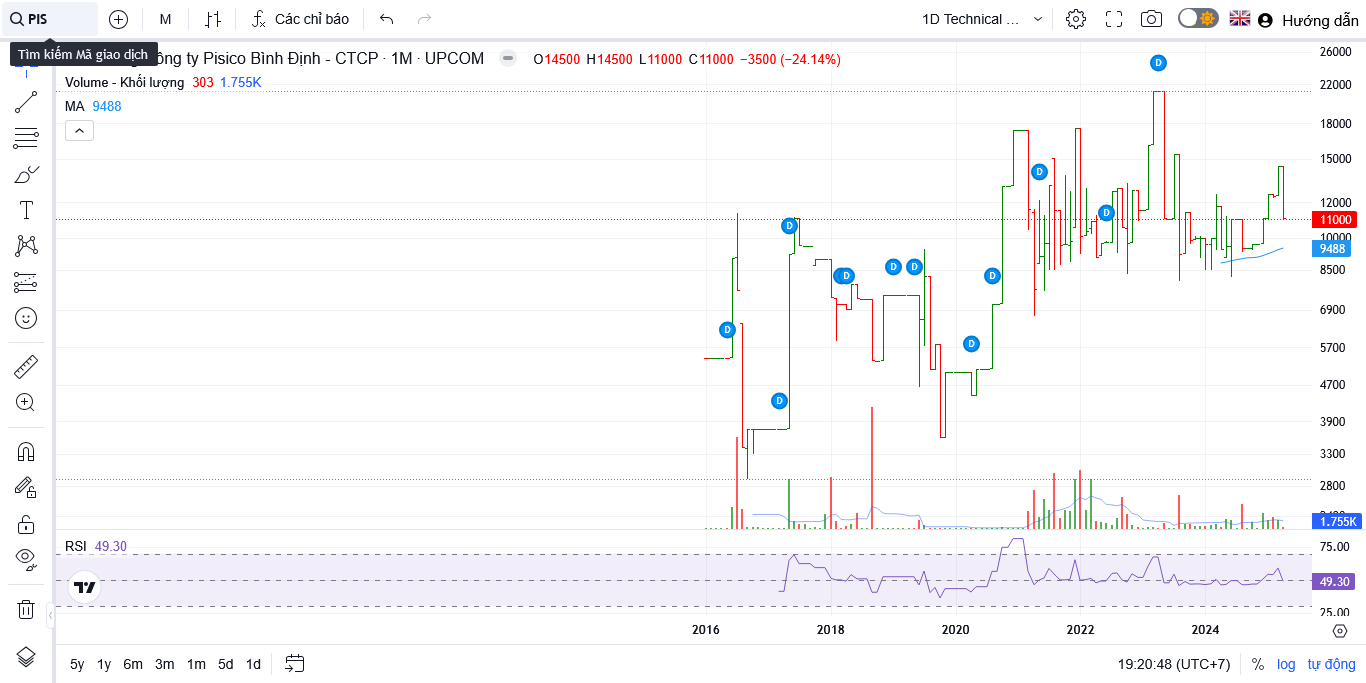 PIS
M
Các chỉ báo
1D Technical ...
Hướng dẫn
Tìm kiếm Mã giao dịch
ông ty Pisico Bình Định - CTCP · 1M · UPCOM
O14500 H14500 L11000 C11000 −3500 (−24.14%)
Volume - Khối lượng 303 1.755K
MA 9488
D
D
D
D
D
D
D
D
D
D
D
D
26000
22000
18000
15000
12000
11000
10000
9488
8500
6900
5700
4700
3900
3300
2800
1.755K
RSI 49.30
75.00
49.30
25.00
2016 2018 2020 2022 2024
5y 1y 6m 3m 1m 5d 1d
19:20:48 (UTC+7) % log tự động